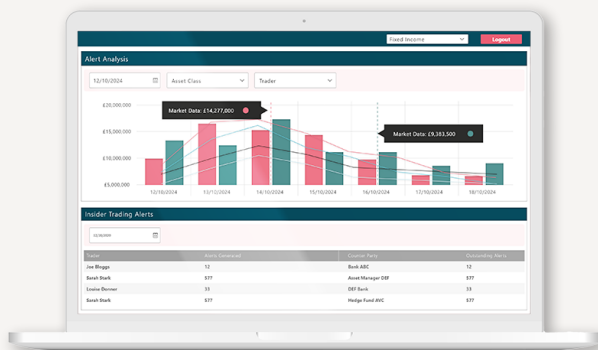 Fixed Income
Logout
Alert Analysis
12/10/2024
Asset Class
Trader
£20,000,000
£15,000,000
£10,000,000
£5,000,000
Market Data: £14,277,000
Market Data: £9,383,500
12/10/2024
13/10/2024
14/10/2024
15/10/2024
16/10/2024
17/10/2024
18/10/2024
Insider Trading Alerts
Trader Alerts Generated Counter Party Outstanding Alerts
Joe Bloggs 12 Bank ABC 12
Sarah Stark 577 Asset Manager DEF 577
Louise Dormer 33 DEF Bank 33
Sarah Stark 577 Hedge Fund AVC 577